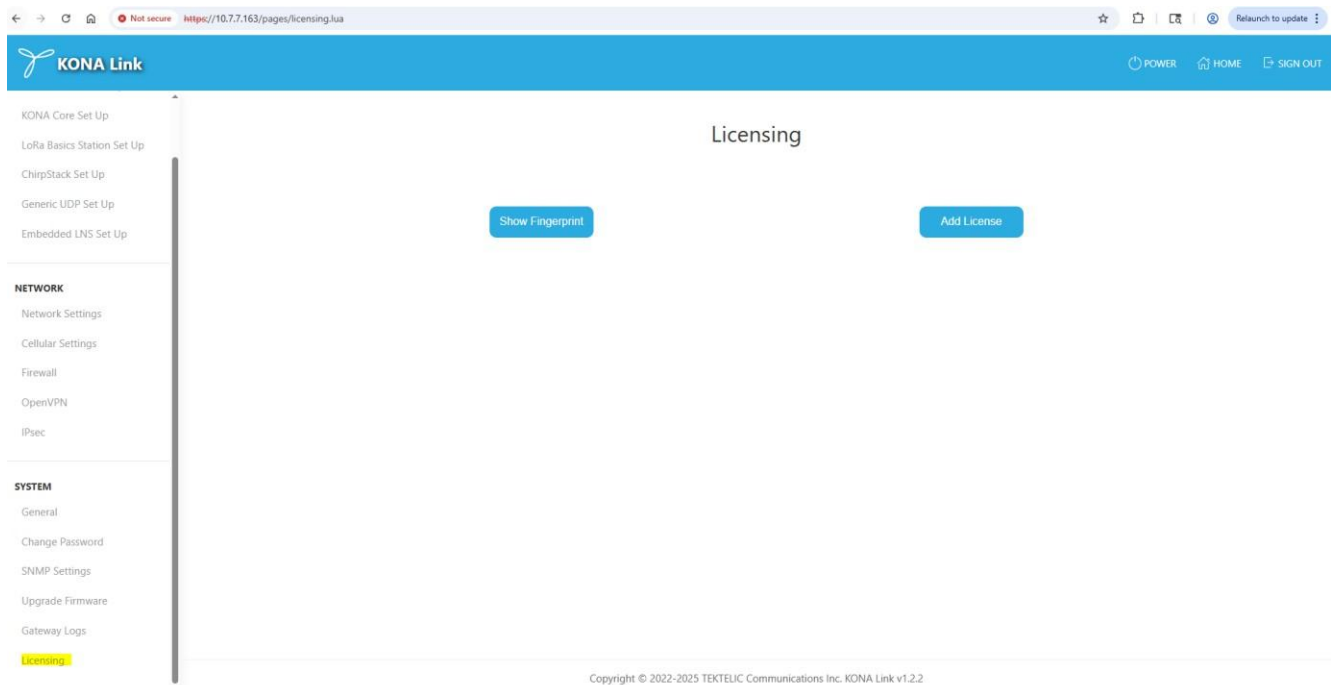 Not secure https://10.7.7.163/pages/licensing.lua Relaunch to update
KONA Link POWER HOME SIGN OUT
KONA Core Set Up
LoRa Basics Station Set Up
ChirpStack Set Up
Generic UDP Set Up
Embedded LNS Set Up
NETWORK
Network Settings
Cellular Settings
Firewall
OpenVPN
IPsec
SYSTEM
General
Change Password
SNMP Settings
Upgrade Firmware
Gateway Logs
Licensing
Licensing
Show Fingerprint Add License
Copyright © 2022-2025 TEKTELIC Communications Inc. KONA Link v1.2.2